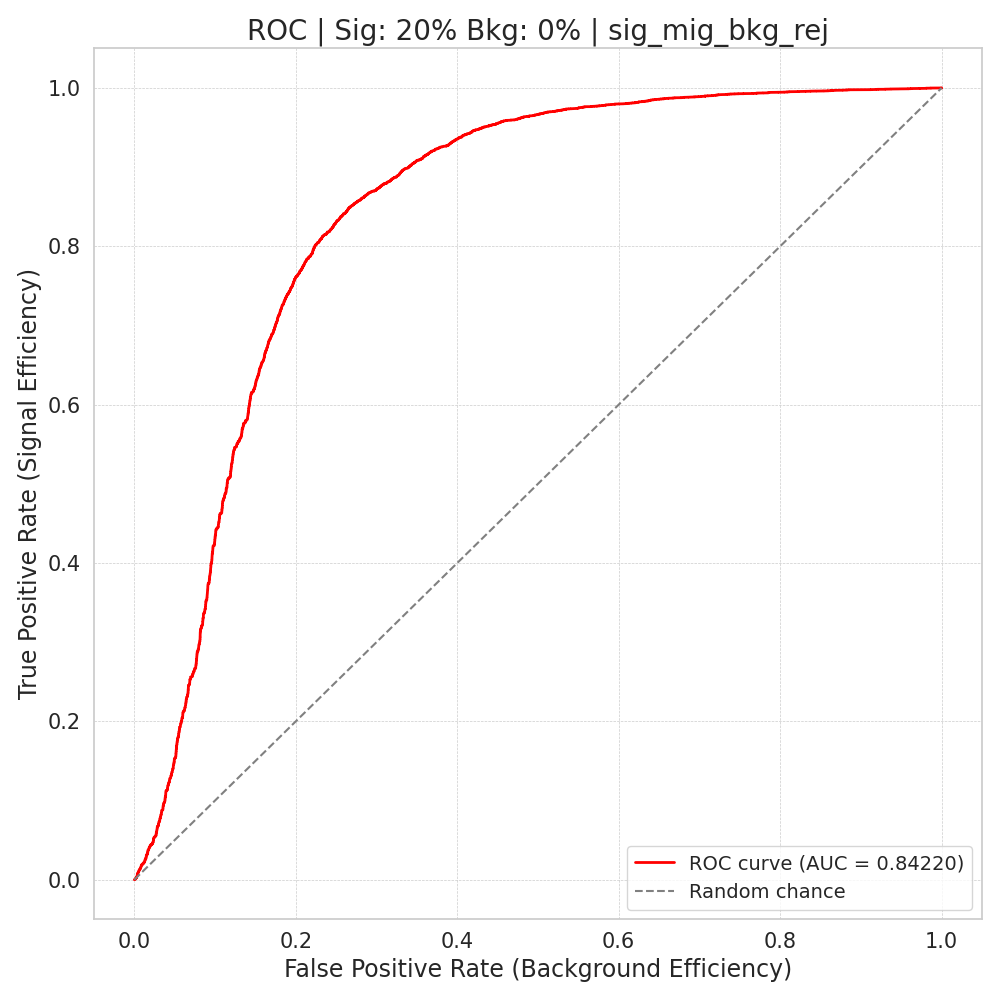 ROC | Sig: 20% Bkg: 0% | sig_mig_bkg_rej
True Positive Rate (Signal Efficiency)
1.0
0.8
0.6
0.4
0.2
0.0
ROC curve (AUC = 0.84220)
Random chance
0.0 0.2 0.4 0.6 0.8 1.0
False Positive Rate (Background Efficiency)